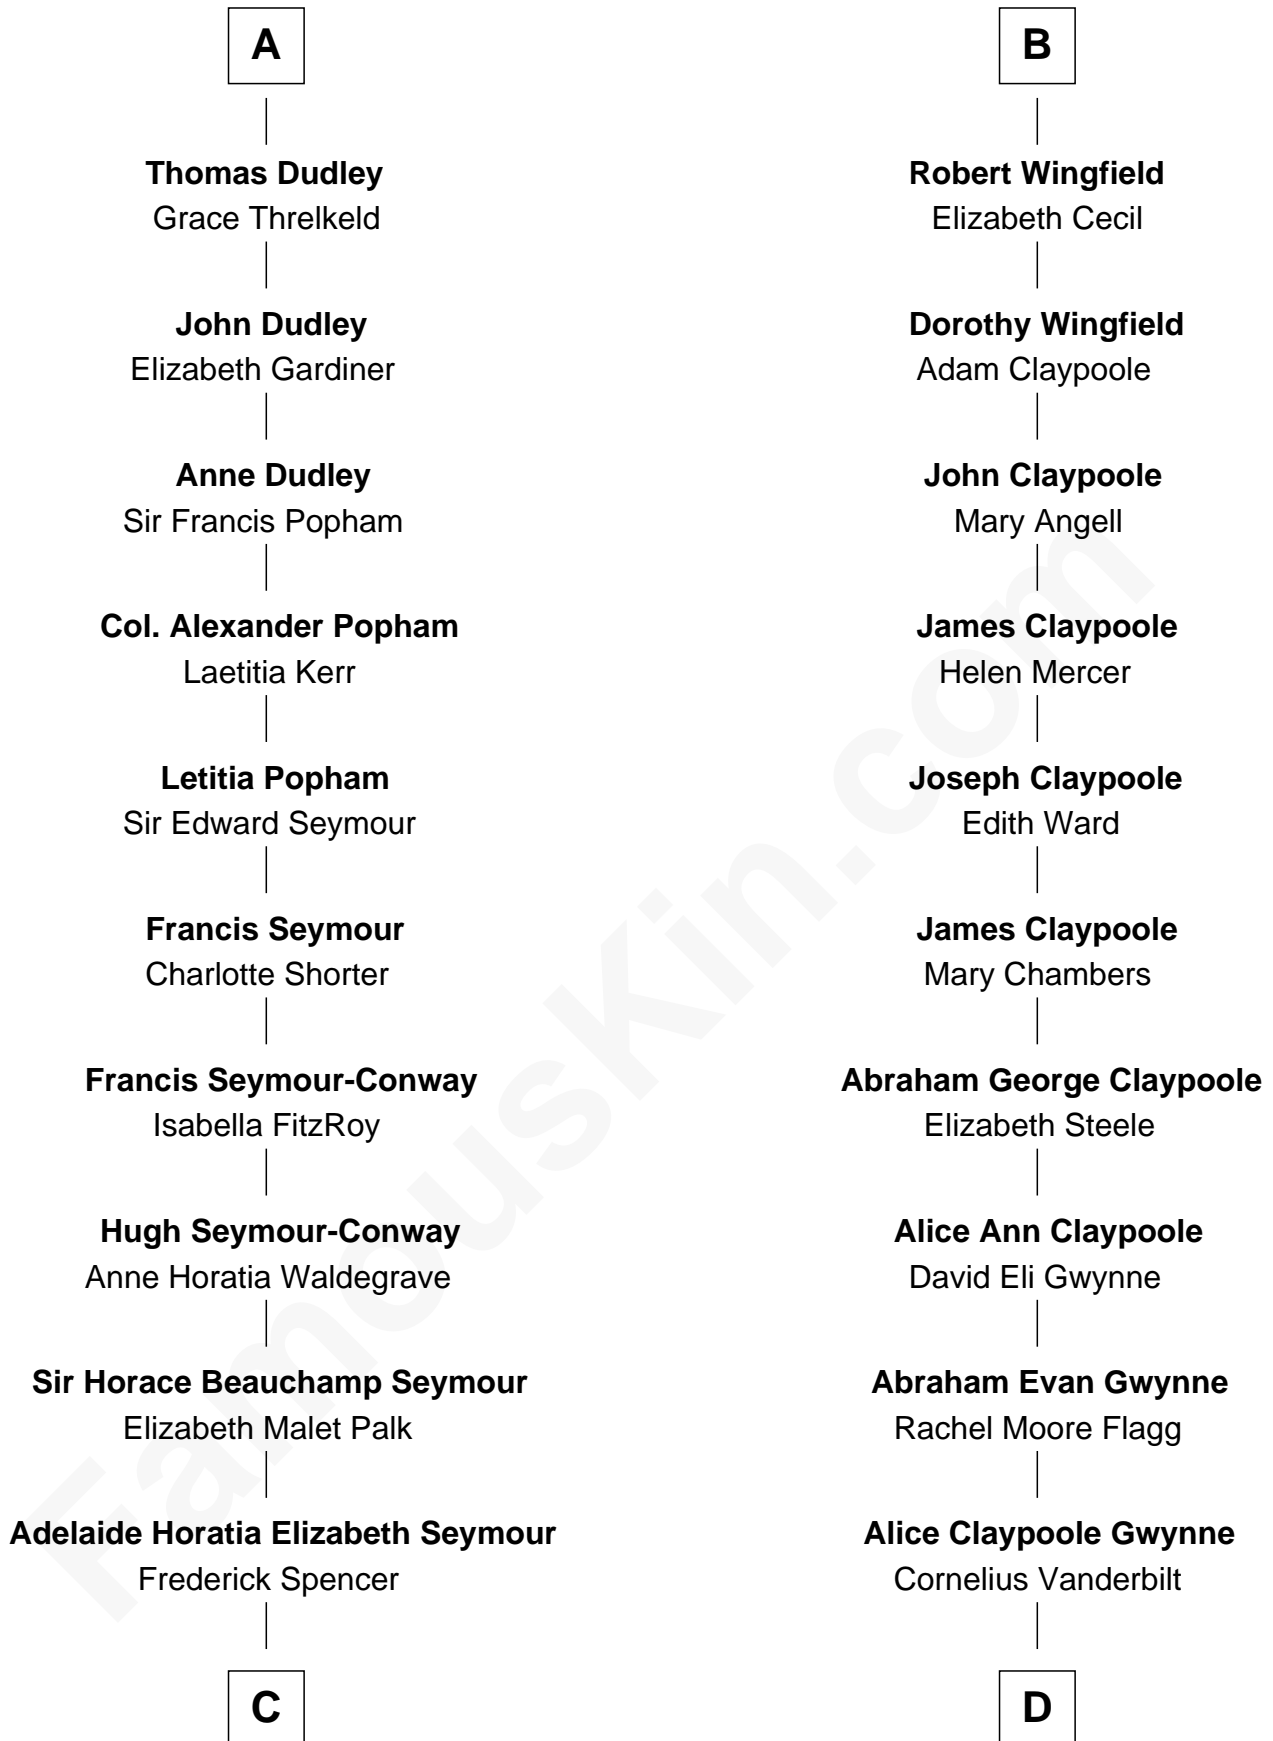 A
Thomas Dudley
Grace Threlkeld
John Dudley
Elizabeth Gardiner
Anne Dudley
Sir Francis Popham
Col. Alexander Popham
Laetitia Kerr
Letitia Popham
Sir Edward Seymour
Francis Seymour
Charlotte Shorter
Francis Seymour-Conway
Isabella FitzRoy
Hugh Seymour-Conway
Anne Horatia Waldegrave
Sir Horace Beauchamp Seymour
Elizabeth Malet Palk
Adelaide Horatia Elizabeth Seymour
Frederick Spencer
C
B
Robert Wingfield
Elizabeth Cecil
Dorothy Wingfield
Adam Claypoole
John Claypoole
Mary Angell
James Claypoole
Helen Mercer
Joseph Claypoole
Edith Ward
James Claypoole
Mary Chambers
Abraham George Claypoole
Elizabeth Steele
Alice Ann Claypoole
David Eli Gwynne
Abraham Evan Gwynne
Rachel Moore Flagg
Alice Claypoole Gwynne
Cornelius Vanderbilt
D
FamousKin.com